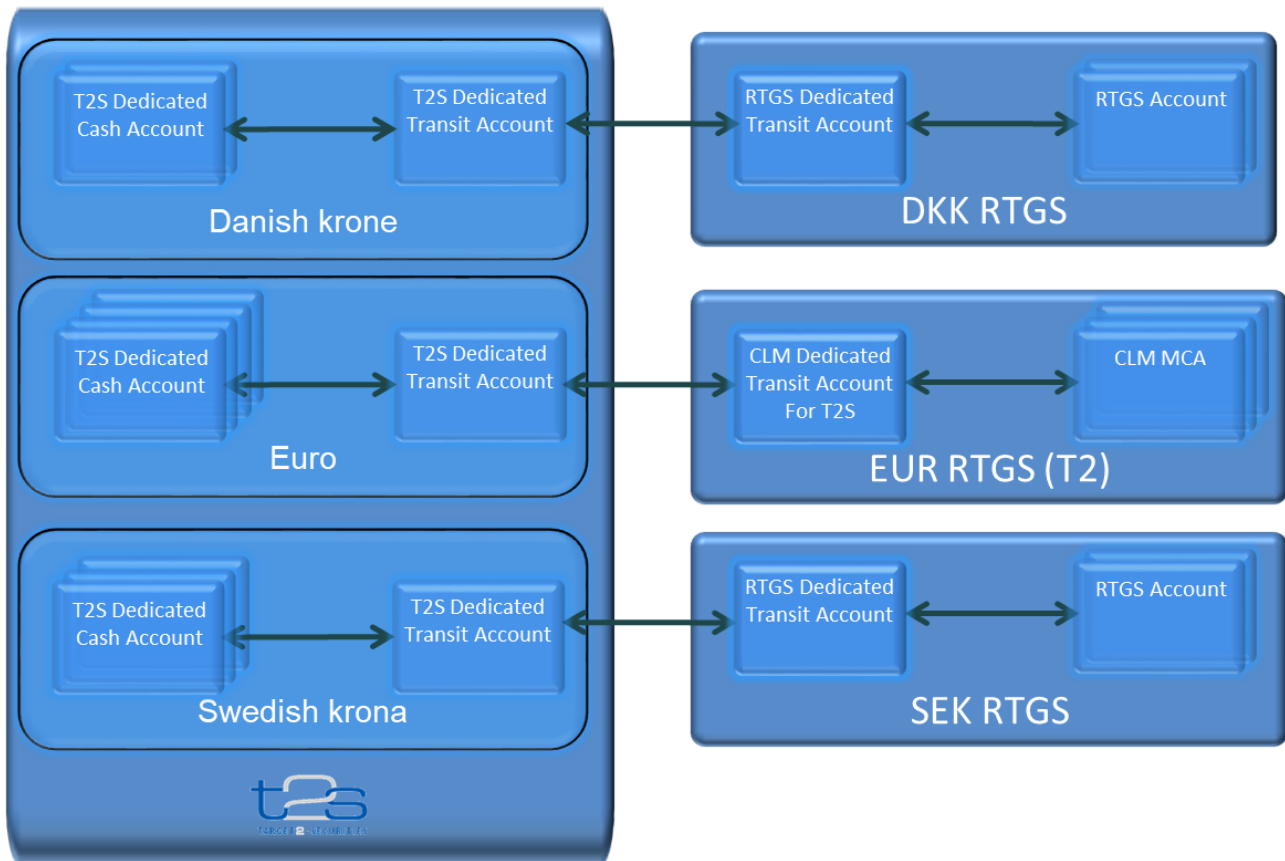 T2S Dedicated
Cash Account
T2S Dedicated
Transit Account
RTGS Dedicated
Transit Account
RTGS Account
Danish krone
DKK RTGS
T2S Dedicated
Cash Account
T2S Dedicated
Transit Account
CLM Dedicated
Transit Account
For T2S
CLM MCA
Euro
EUR RTGS (T2)
T2S Dedicated
Cash Account
T2S Dedicated
Transit Account
RTGS Dedicated
Transit Account
RTGS Account
Swedish krona
SEK RTGS
t2s
TARGET2-SECURITIES